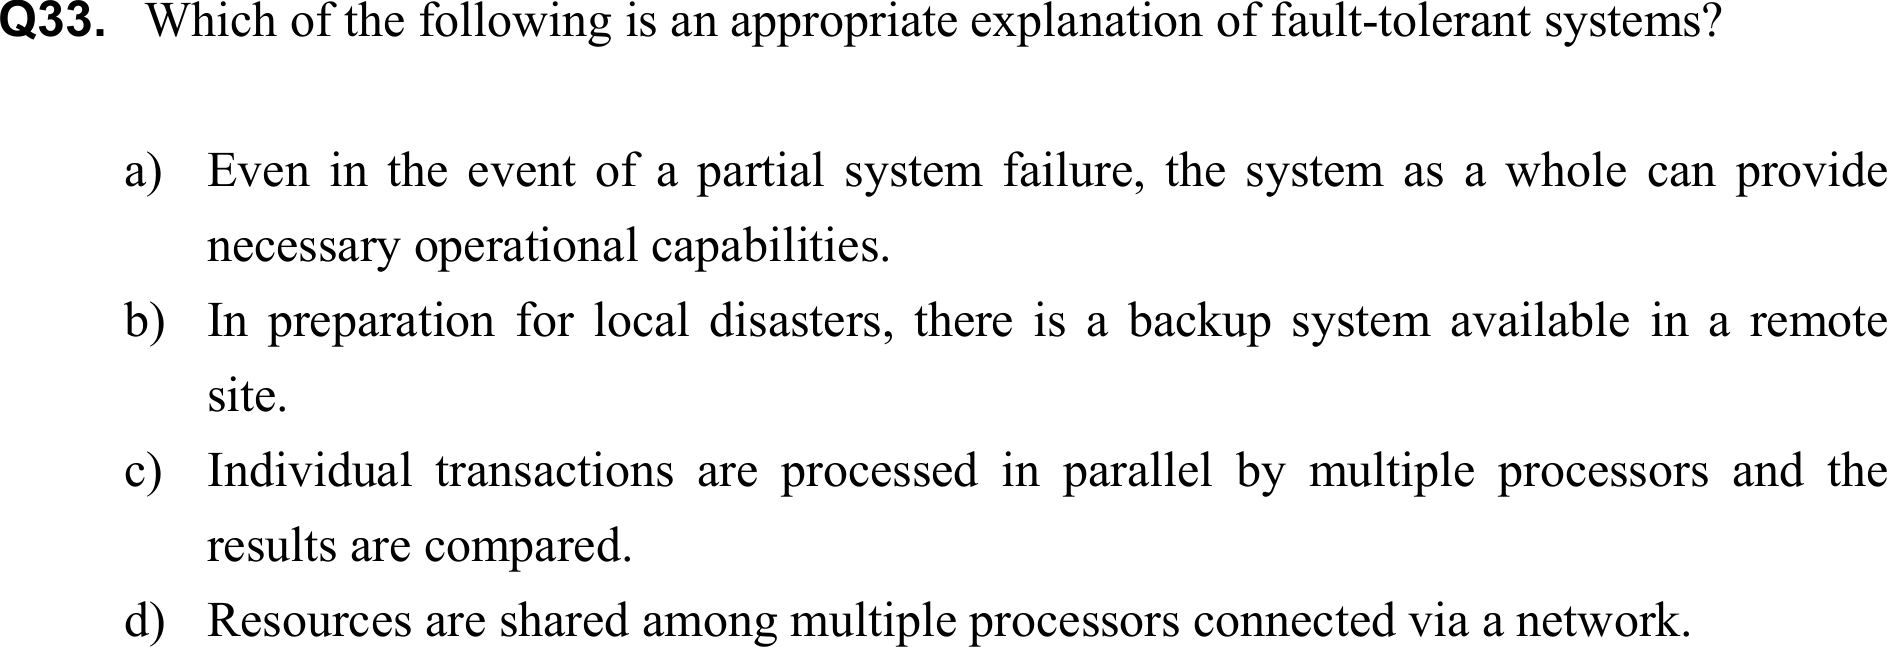 Q33. Which of the following is an appropriate explanation of fault-tolerant systems?
a) Even in the event of a partial system failure, the system as a whole can provide
necessary operational capabilities.
b) In preparation for local disasters, there is a backup system available in a remote
site.
c) Individual transactions are processed in parallel by multiple processors and the
results are compared.
d) Resources are shared among multiple processors connected via a network.